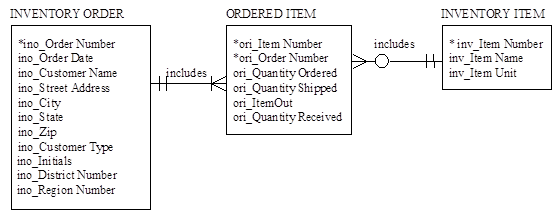 INVENTORY ORDER
*ino_Order Number
ino_Order Date
ino_Customer Name
ino_Street Address
ino_City
ino_State
ino_Zip
ino_Customer Type
ino_Initials
ino_District Number
ino_Region Number
includes
ORDERED ITEM
*ori_Item Number
*ori_Order Number
ori_Quantity Ordered
ori_Quantity Shipped
ori_ItemOut
ori_Quantity Received
includes
INVENTORY ITEM
* inv_Item Number
inv_Item Name
inv_Item Unit